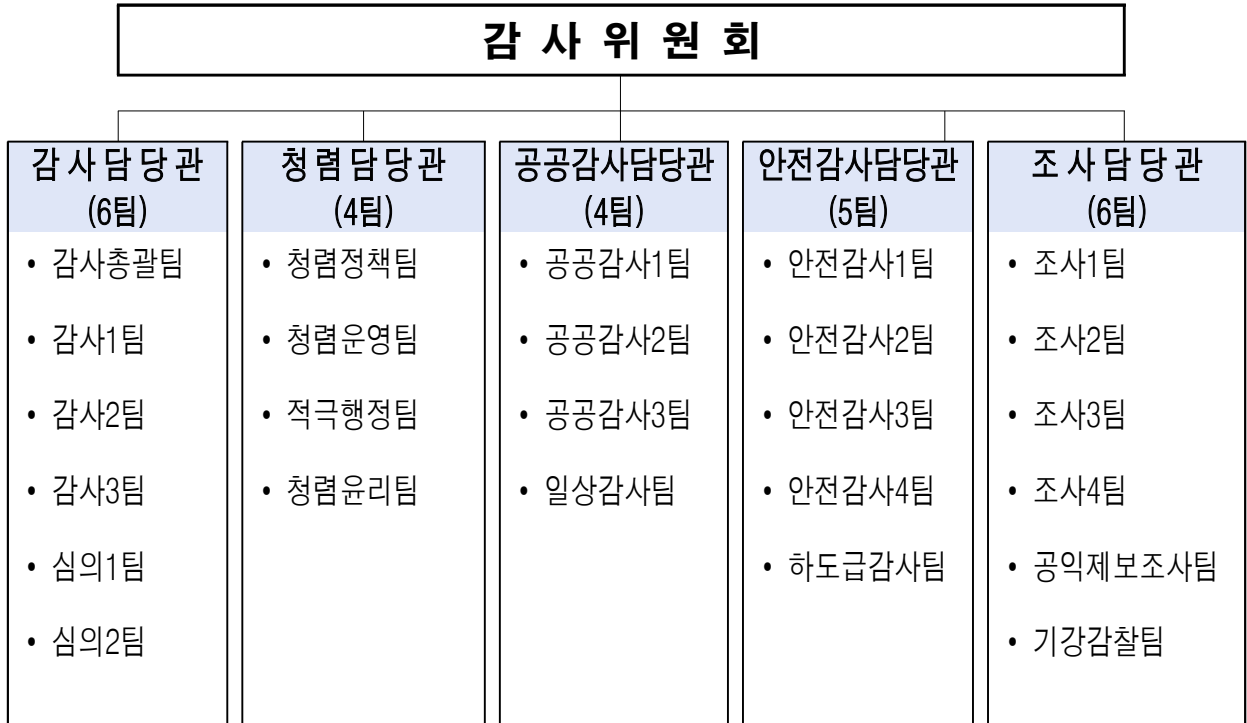 감 사 위 원 회
감 사 담 당 관
(6팀)
• 감사총괄팀
• 감사1팀
• 감사2팀
• 감사3팀
• 심의1팀
• 심의2팀
청 렴 담 당 관
(4팀)
• 청렴정책팀
• 청렴운영팀
• 적극행정팀
• 청렴윤리팀
공공감사담당관
(4팀)
• 공공감사1팀
• 공공감사2팀
• 공공감사3팀
• 일상감사팀
안전감사담당관
(5팀)
• 안전감사1팀
• 안전감사2팀
• 안전감사3팀
• 안전감사4팀
• 하도급감사팀
조 사 담 당 관
(6팀)
• 조사1팀
• 조사2팀
• 조사3팀
• 조사4팀
• 공익제보조사팀
• 기강감찰팀